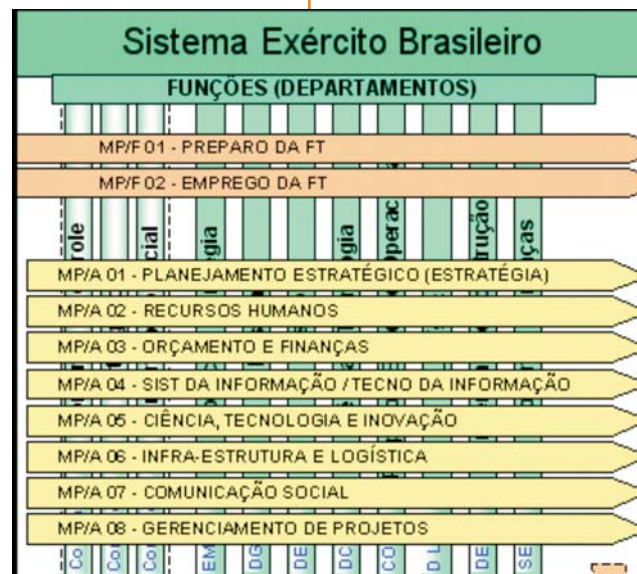 Sistema Exército Brasileiro
FUNÇÕES (DEPARTAMENTOS)
MP/F 01 - PREPARO DA FT
MP/F 02 - EMPREGO DA FT
MP/A 01 - PLANEJAMENTO ESTRATÉGICO (ESTRATÉGIA)
MP/A 02 - RECURSOS HUMANOS
MP/A 03 - ORÇAMENTO E FINANÇAS
MP/A 04 - SIST DA INFORMAÇÃO / TECNO DA INFORMAÇÃO
MP/A 05 - CIÊNCIA, TECNOLOGIA E INOVAÇÃO
MP/A 06 - INFRA-ESTRUTURA E LOGÍSTICA
MP/A 07 - COMUNICAÇÃO SOCIAL
MP/A 08 - GERENCIAMENTO DE PROJETOS